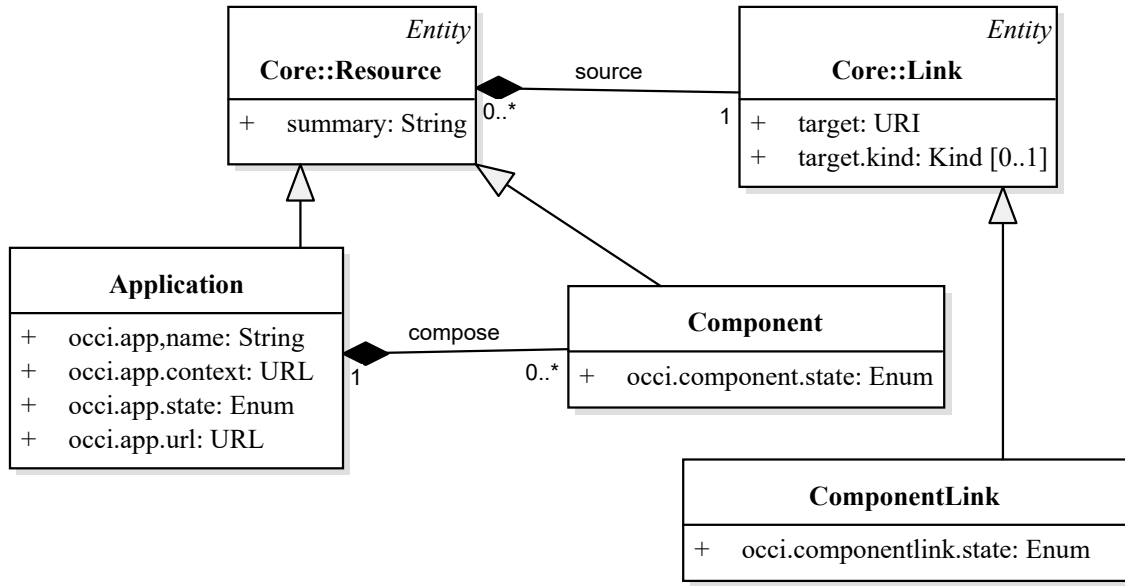 Entity
Core::Resource
+ summary: String
source
0..*
1
Entity
Core::Link
+ target: URI
+ target.kind: Kind [0..1]
Application
+ occi.app,name: String
+ occi.app.context: URL
+ occi.app.state: Enum
+ occi.app.url: URL
compose
1
0..*
Component
+ occi.component.state: Enum
ComponentLink
+ occi.componentlink.state: Enum